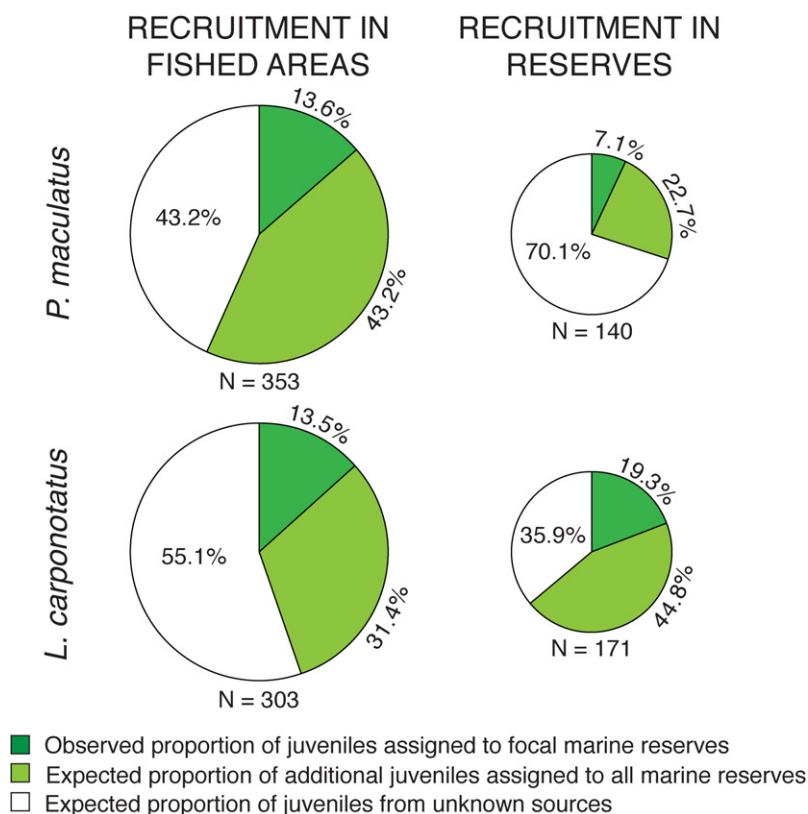 RECRUITMENT IN
FISHED AREAS
RECRUITMENT IN
RESERVES
P. maculatus
13.6%
43.2%
43.2%
N = 353
7.1%
22.7%
70.1%
N = 140
L. carponotatus
13.5%
55.1%
31.4%
N = 303
19.3%
35.9%
44.8%
N = 171
Observed proportion of juveniles assigned to focal marine reserves
Expected proportion of additional juveniles assigned to all marine reserves
Expected proportion of juveniles from unknown sources